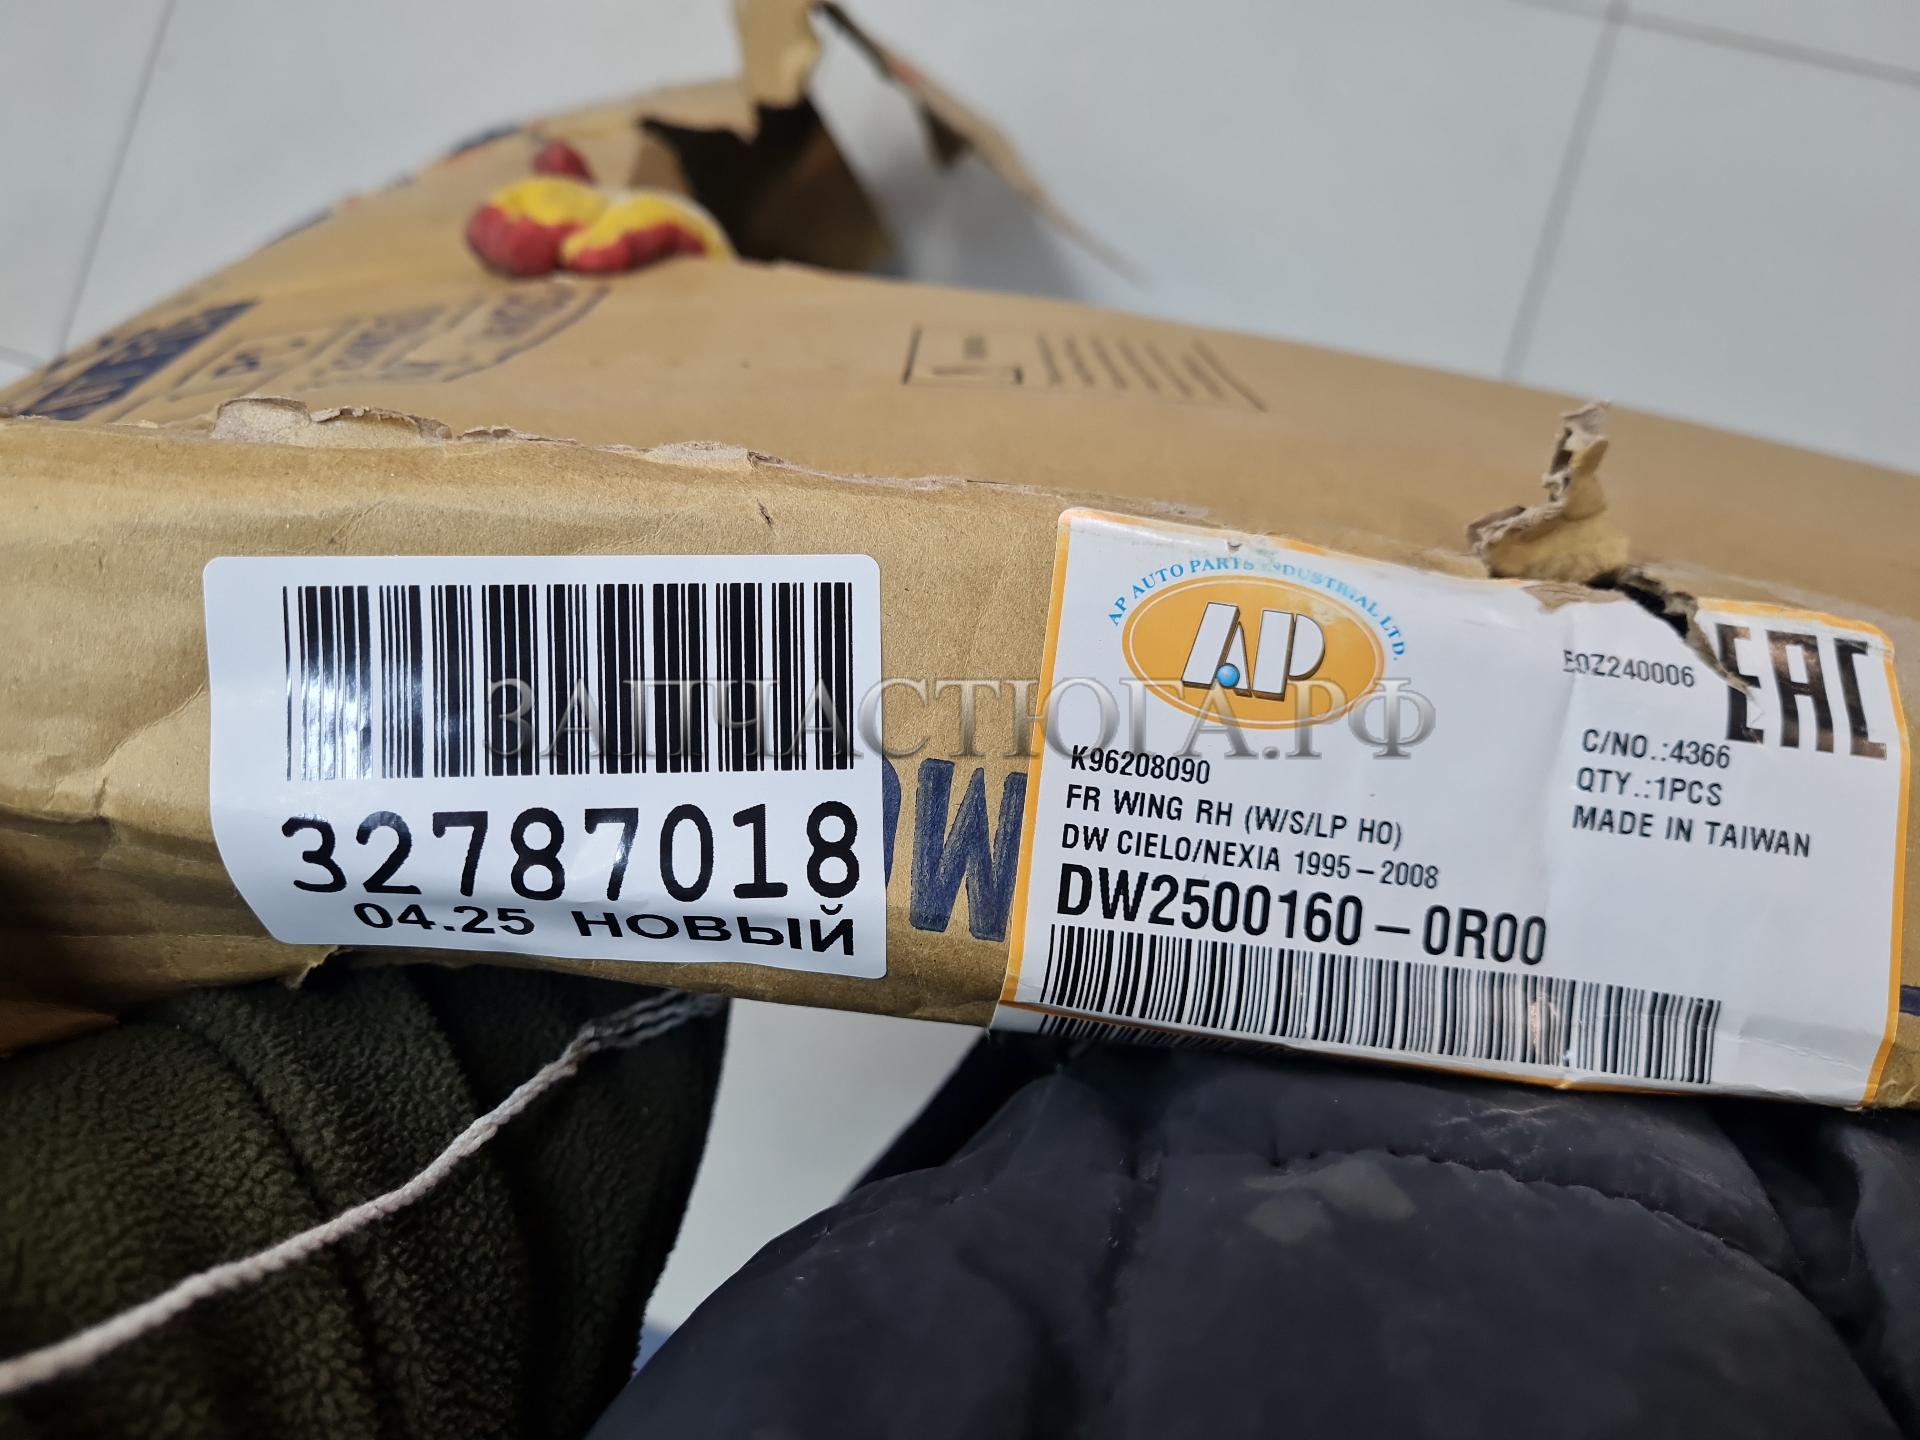 32787018
04.25 НОВЫЙ
ЗАПЧАСТЮГА.РФ
AP AUTO PARTS INDUSTRIAL LTD.
AP
EAC
K96208090
FR WING RH (W/S/LP HO)
DW CIELO/NEXIA 1995-2008
DW2500160-0R00
C/NO.:4366
QTY.:1PCS
MADE IN TAIWAN